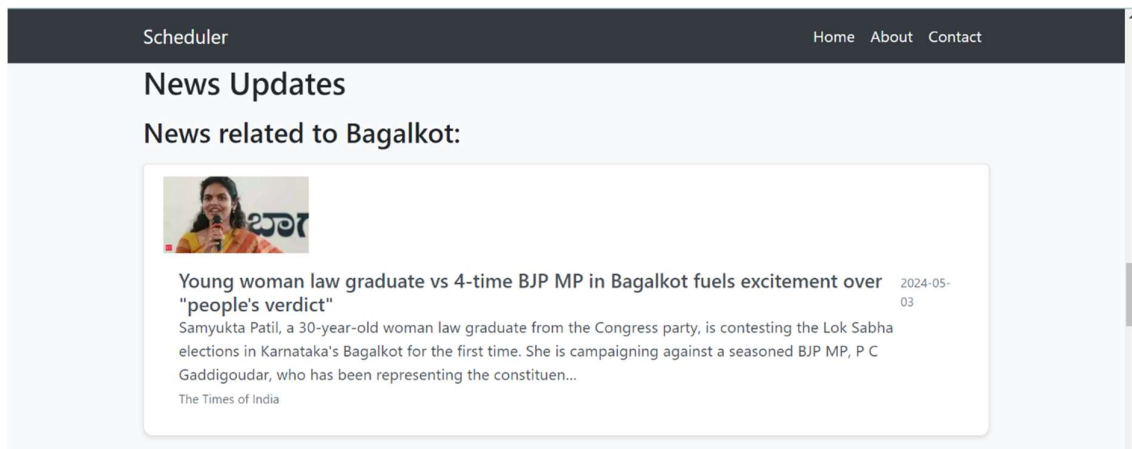 Scheduler
Home About Contact
News Updates
News related to Bagalkot:
ಬಾಗ
Young woman law graduate vs 4-time BJP MP in Bagalkot fuels excitement over
"people's verdict"
2024-05-
03
Samyukta Patil, a 30-year-old woman law graduate from the Congress party, is contesting the Lok Sabha
elections in Karnataka's Bagalkot for the first time. She is campaigning against a seasoned BJP MP, P C
Gaddigoudar, who has been representing the constituen...
The Times of India